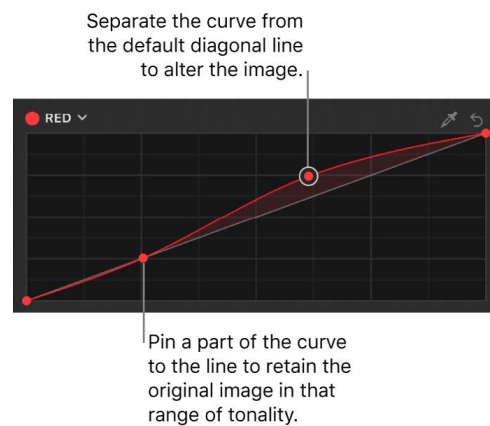 Separate the curve from
the default diagonal line
to alter the image.
RED
Pin a part of the curve
to the line to retain the
original image in that
range of tonality.